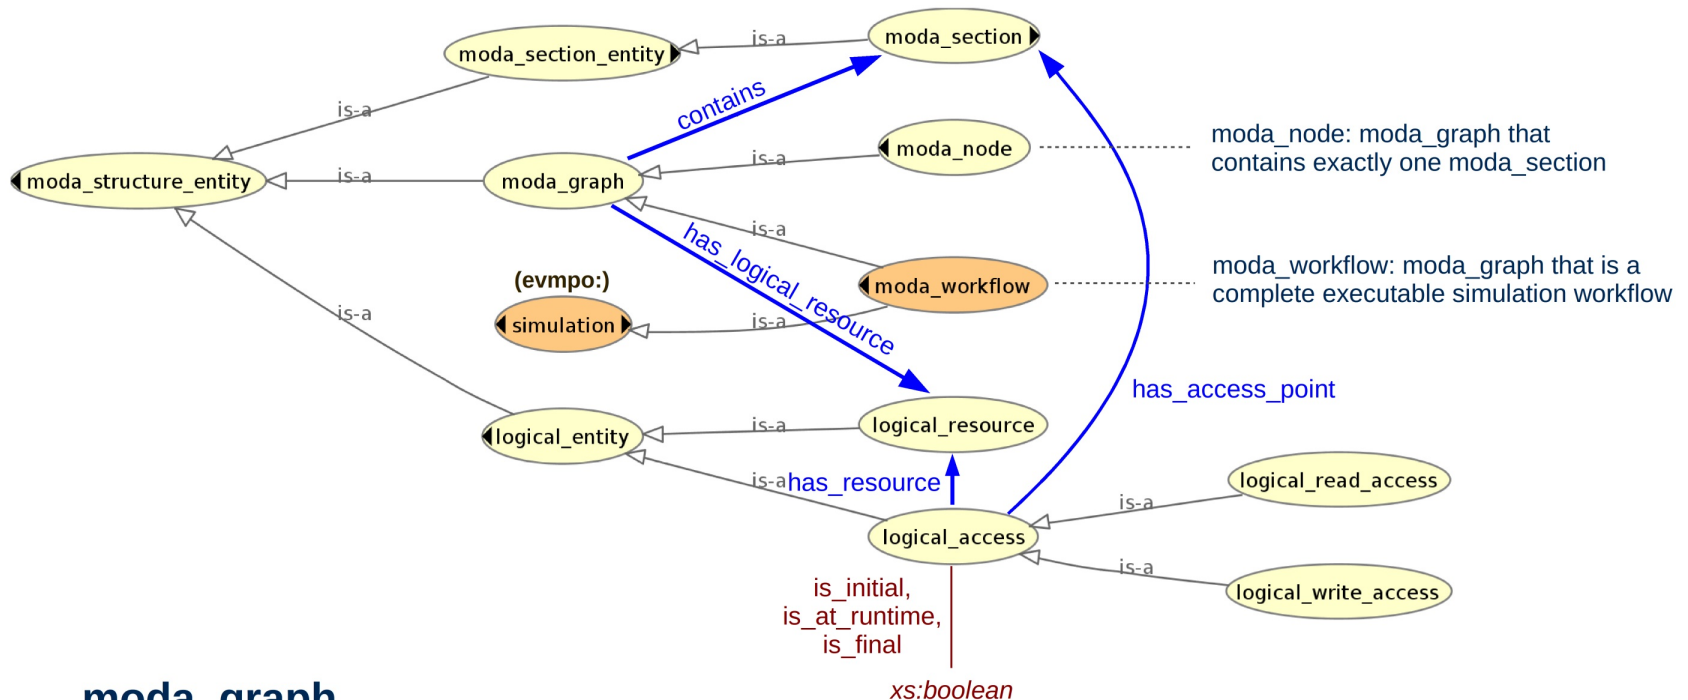 moda_section
moda_section_entity
is-a
contains
is-a
moda_node: moda_graph that
contains exactly one moda_section
moda_node
is-a
moda_structure_entity
is-a
moda_graph
is-a
has_logical_resource
moda_workflow: moda_graph that is a
complete executable simulation workflow
moda_workflow
(evmpo:)
simulation
is-a
is-a
has_access_point
logical_entity
is-a
logical_resource
is-a
has_resource
logical_read_access
is-a
logical_access
is-a
logical_write_access
is_initial,
is_at_runtime,
is_final
xs:boolean
moda_graph